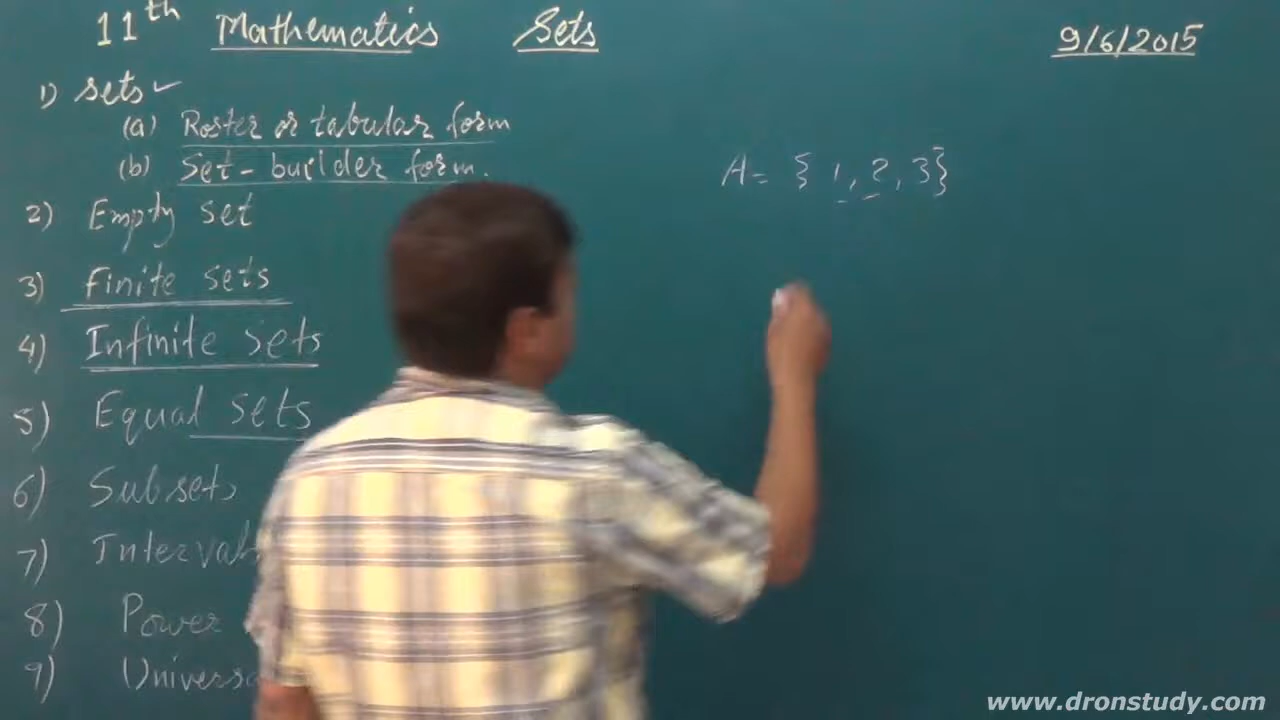 11th Mathematics Sets 9/6/2015
1) Sets ✓
(a) Roster or tabular form
(b) Set-builder form.
A = { 1, 2, 3}
2) Empty set
3) Finite sets
4) Infinite sets
5) Equal sets
6) Subsets
7)
8) Power
9)
www.dronstudy.com